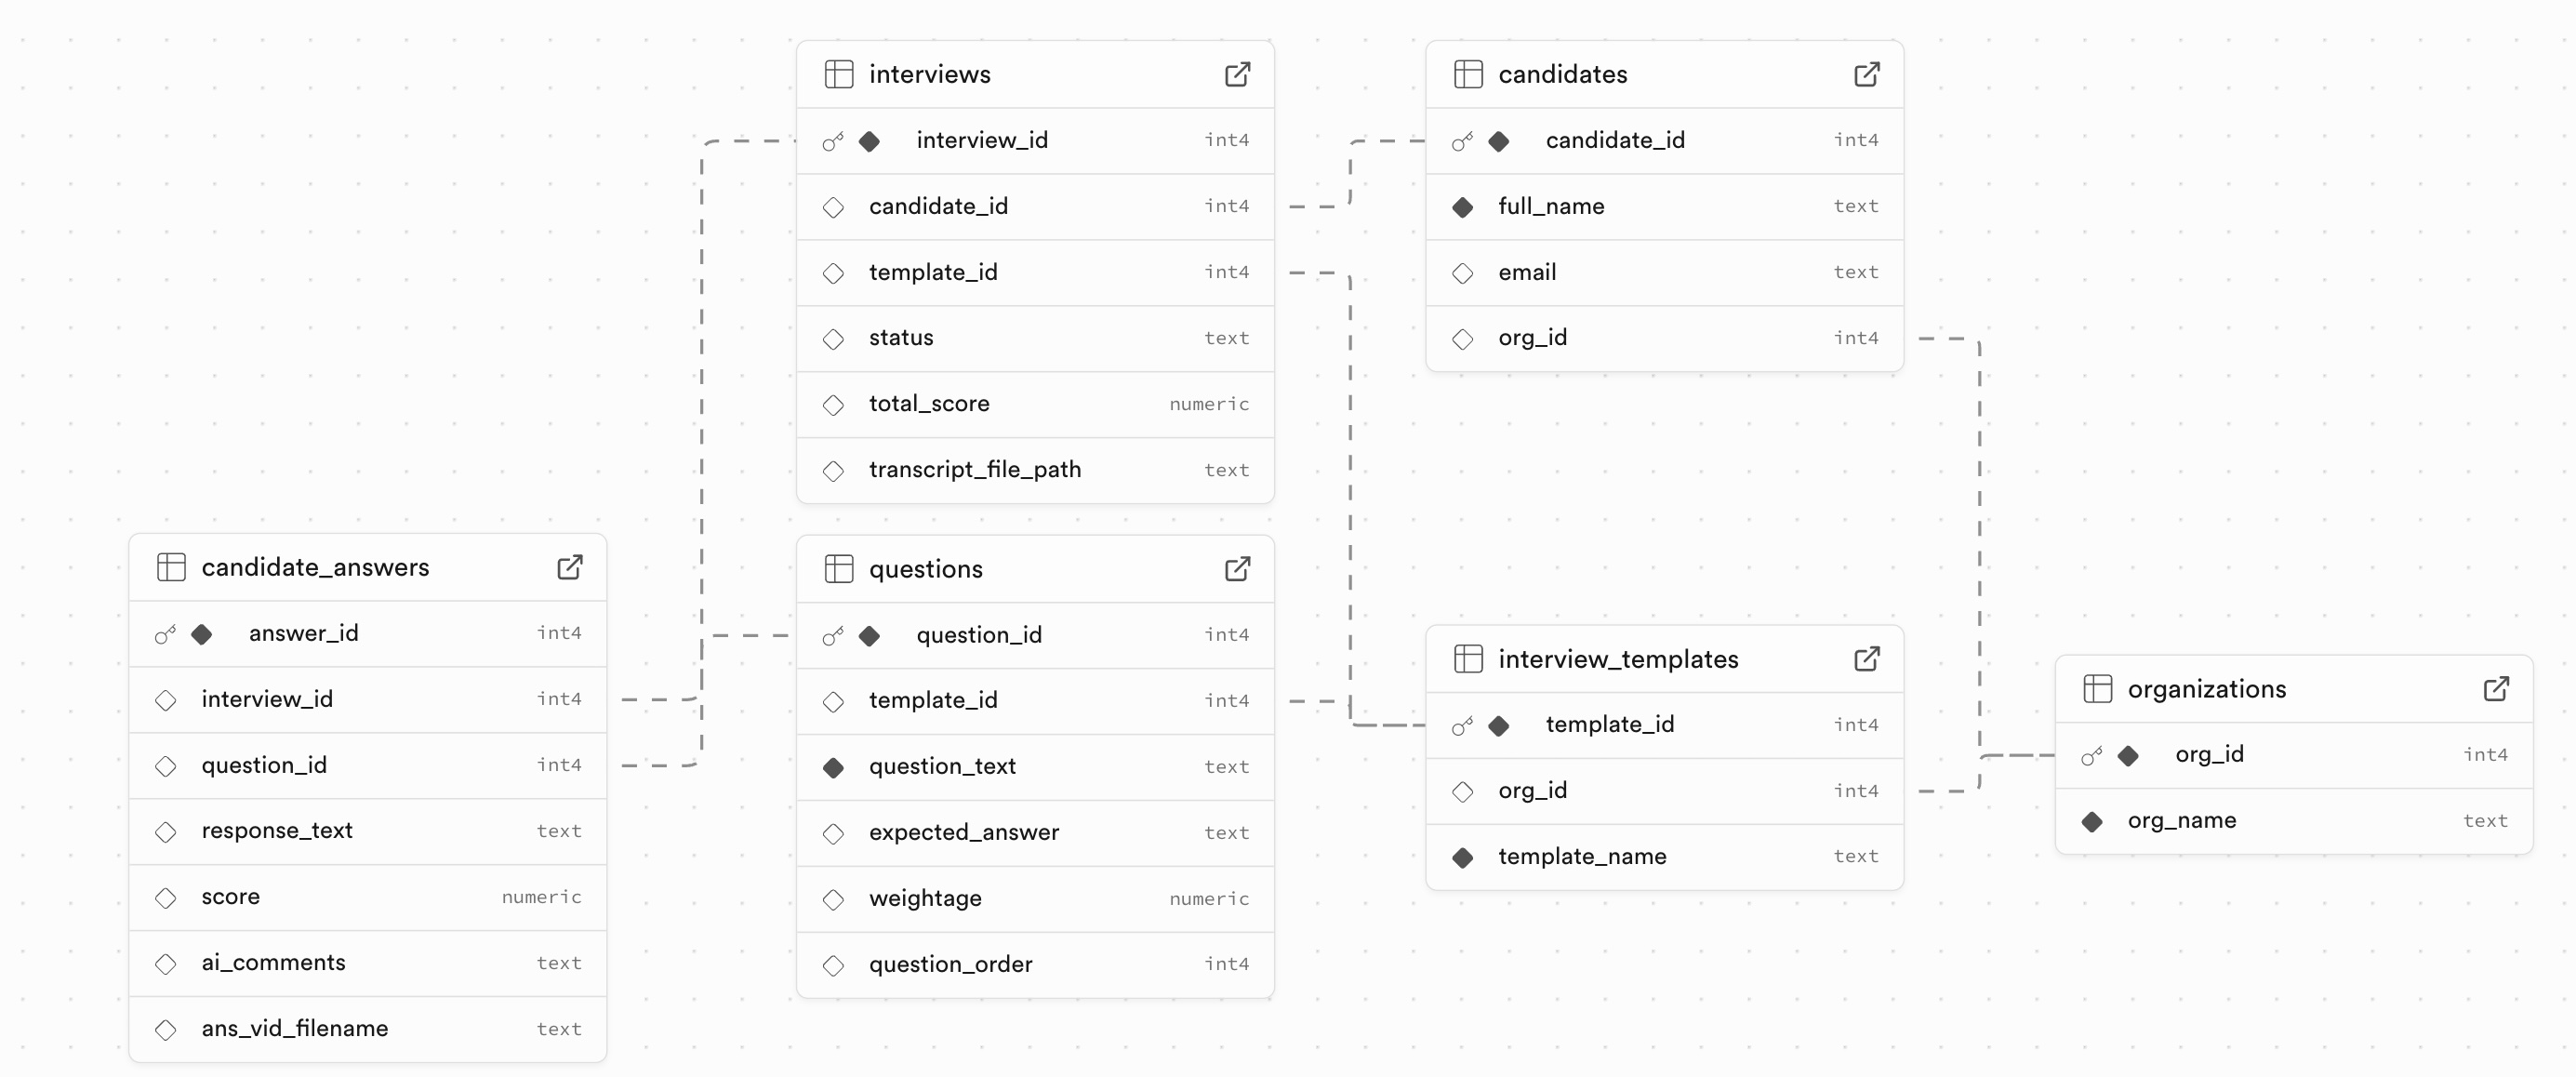 interviews
interview_id int4
candidate_id int4
template_id int4
status text
total_score numeric
transcript_file_path text
candidates
candidate_id int4
full_name text
email text
org_id int4
candidate_answers
answer_id int4
interview_id int4
question_id int4
response_text text
score numeric
ai_comments text
ans_vid_filename text
questions
question_id int4
template_id int4
question_text text
expected_answer text
weightage numeric
question_order int4
interview_templates
template_id int4
org_id int4
template_name text
organizations
org_id int4
org_name text